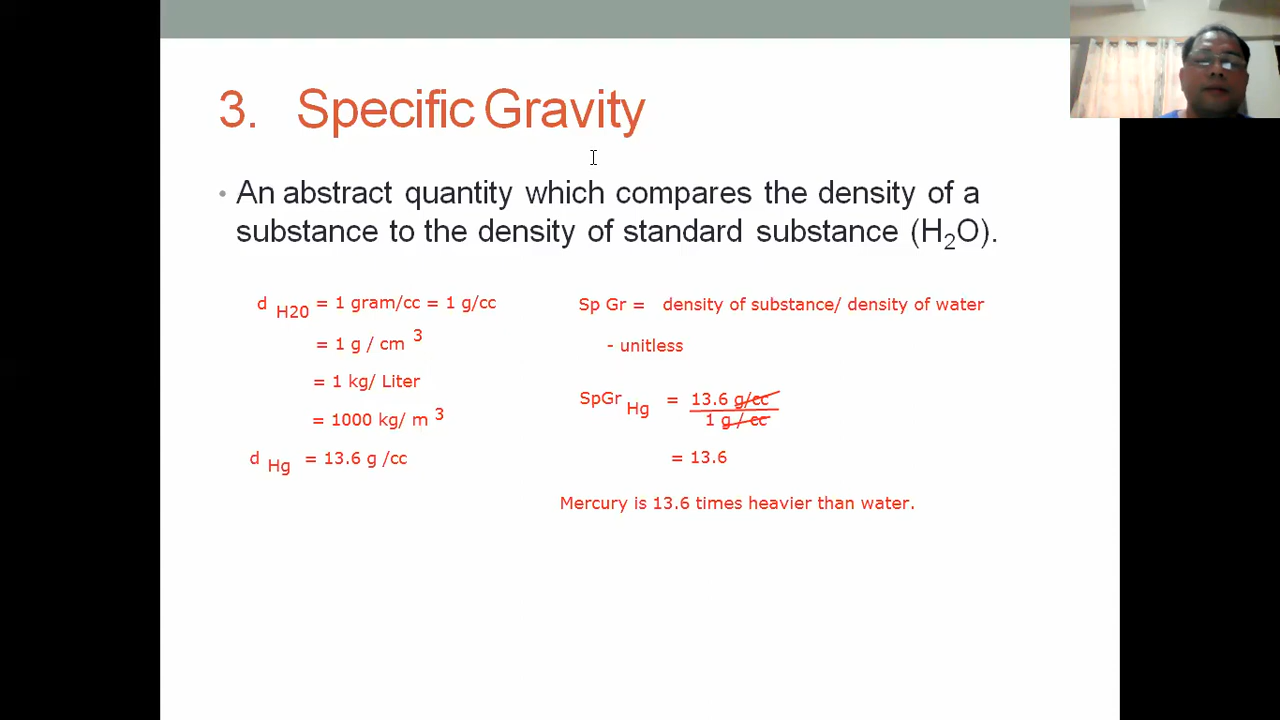 3. Specific Gravity
• An abstract quantity which compares the density of a
substance to the density of standard substance (H₂O).
d H20 = 1 gram/cc = 1 g/cc
= 1 g / cm 3
= 1 kg/ Liter
= 1000 kg/ m 3
d Hg = 13.6 g /cc
Sp Gr = density of substance/ density of water
- unitless
SpGr Hg = 13.6 g/cc
1 g / cc
= 13.6
Mercury is 13.6 times heavier than water.